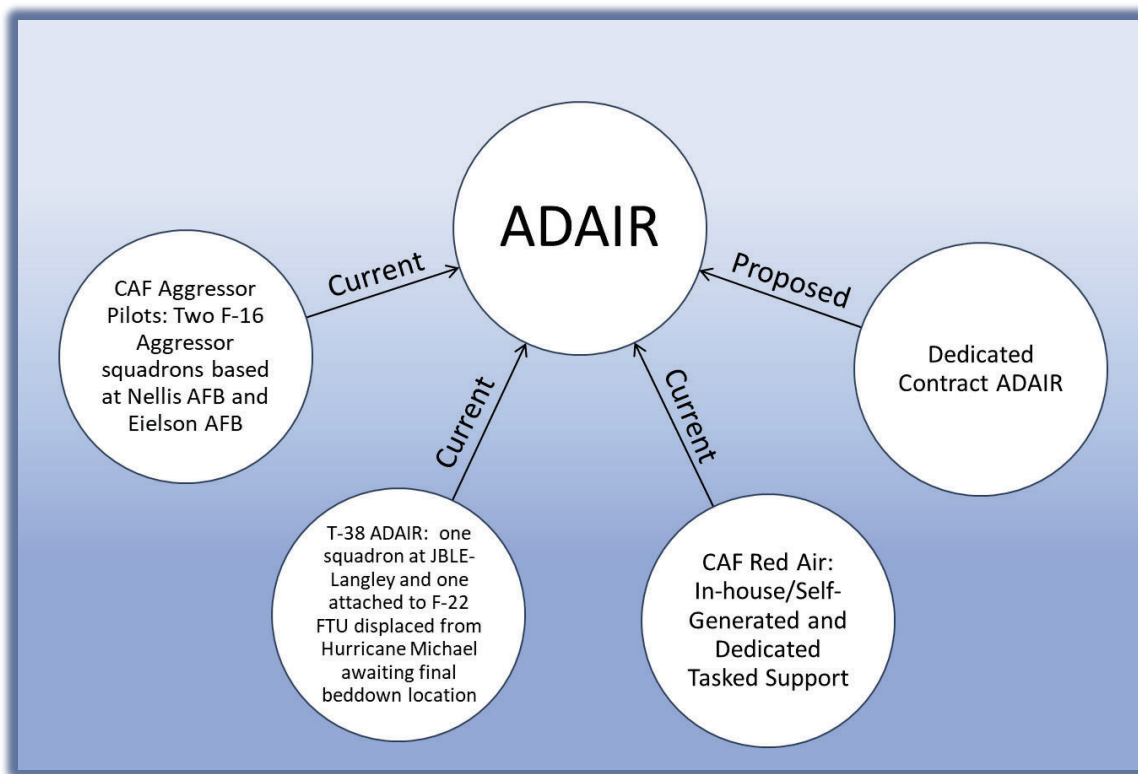 ADAIR
Current
Proposed
CAF Aggressor
Pilots: Two F-16
Aggressor
squadrons based
at Nellis AFB and
Eielson AFB
Dedicated
Contract ADAIR
Current
Current
T-38 ADAIR: one
squadron at JBLE-
Langley and one
attached to F-22
FTU displaced from
Hurricane Michael
awaiting final
beddown location
CAF Red Air:
In-house/Self-
Generated and
Dedicated
Tasked Support